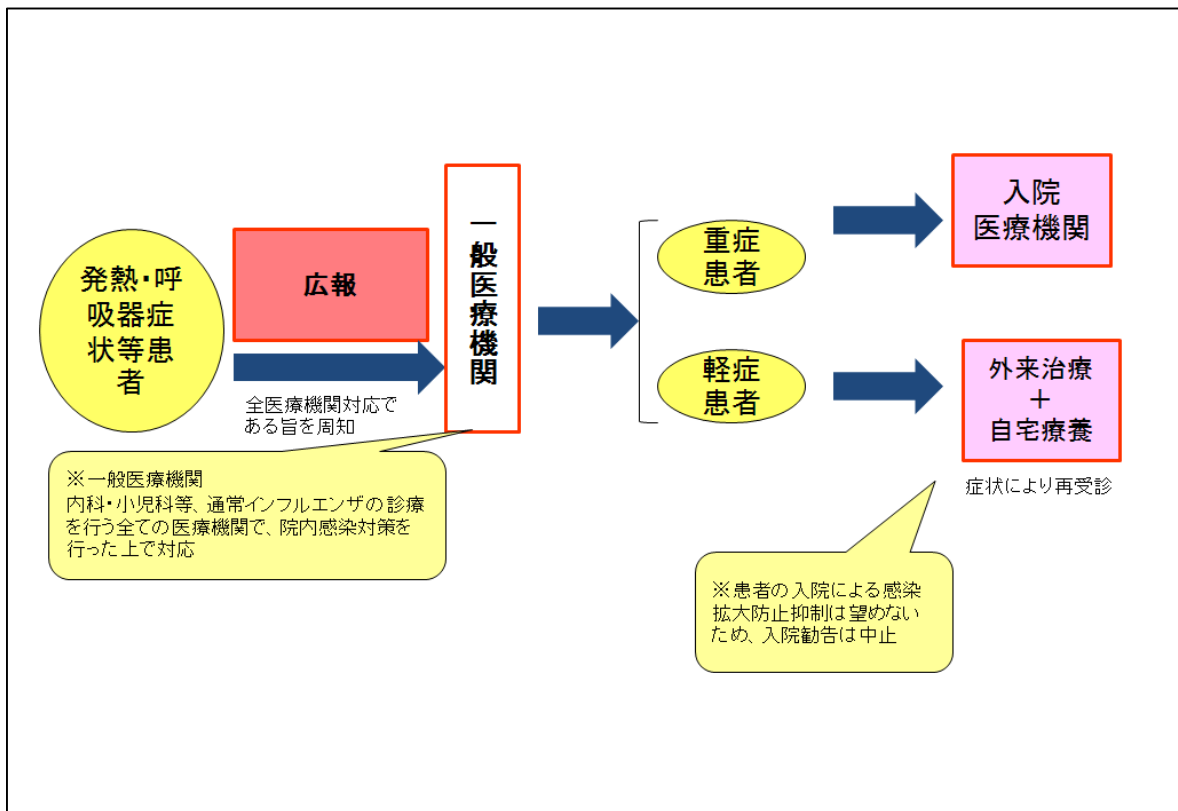 発熱・呼
吸器症
状等患
者
広報
全医療機関対応で
ある旨を周知
一般医療機関
※一般医療機関
内科・小児科等、通常インフルエンザの診療
を行う全ての医療機関で、院内感染対策を
行った上で対応
重症
患者
軽症
患者
入院
医療機関
外来治療
＋
自宅療養
症状により再受診
※患者の入院による感染
拡大防止抑制は望めない
ため、入院勧告は中止